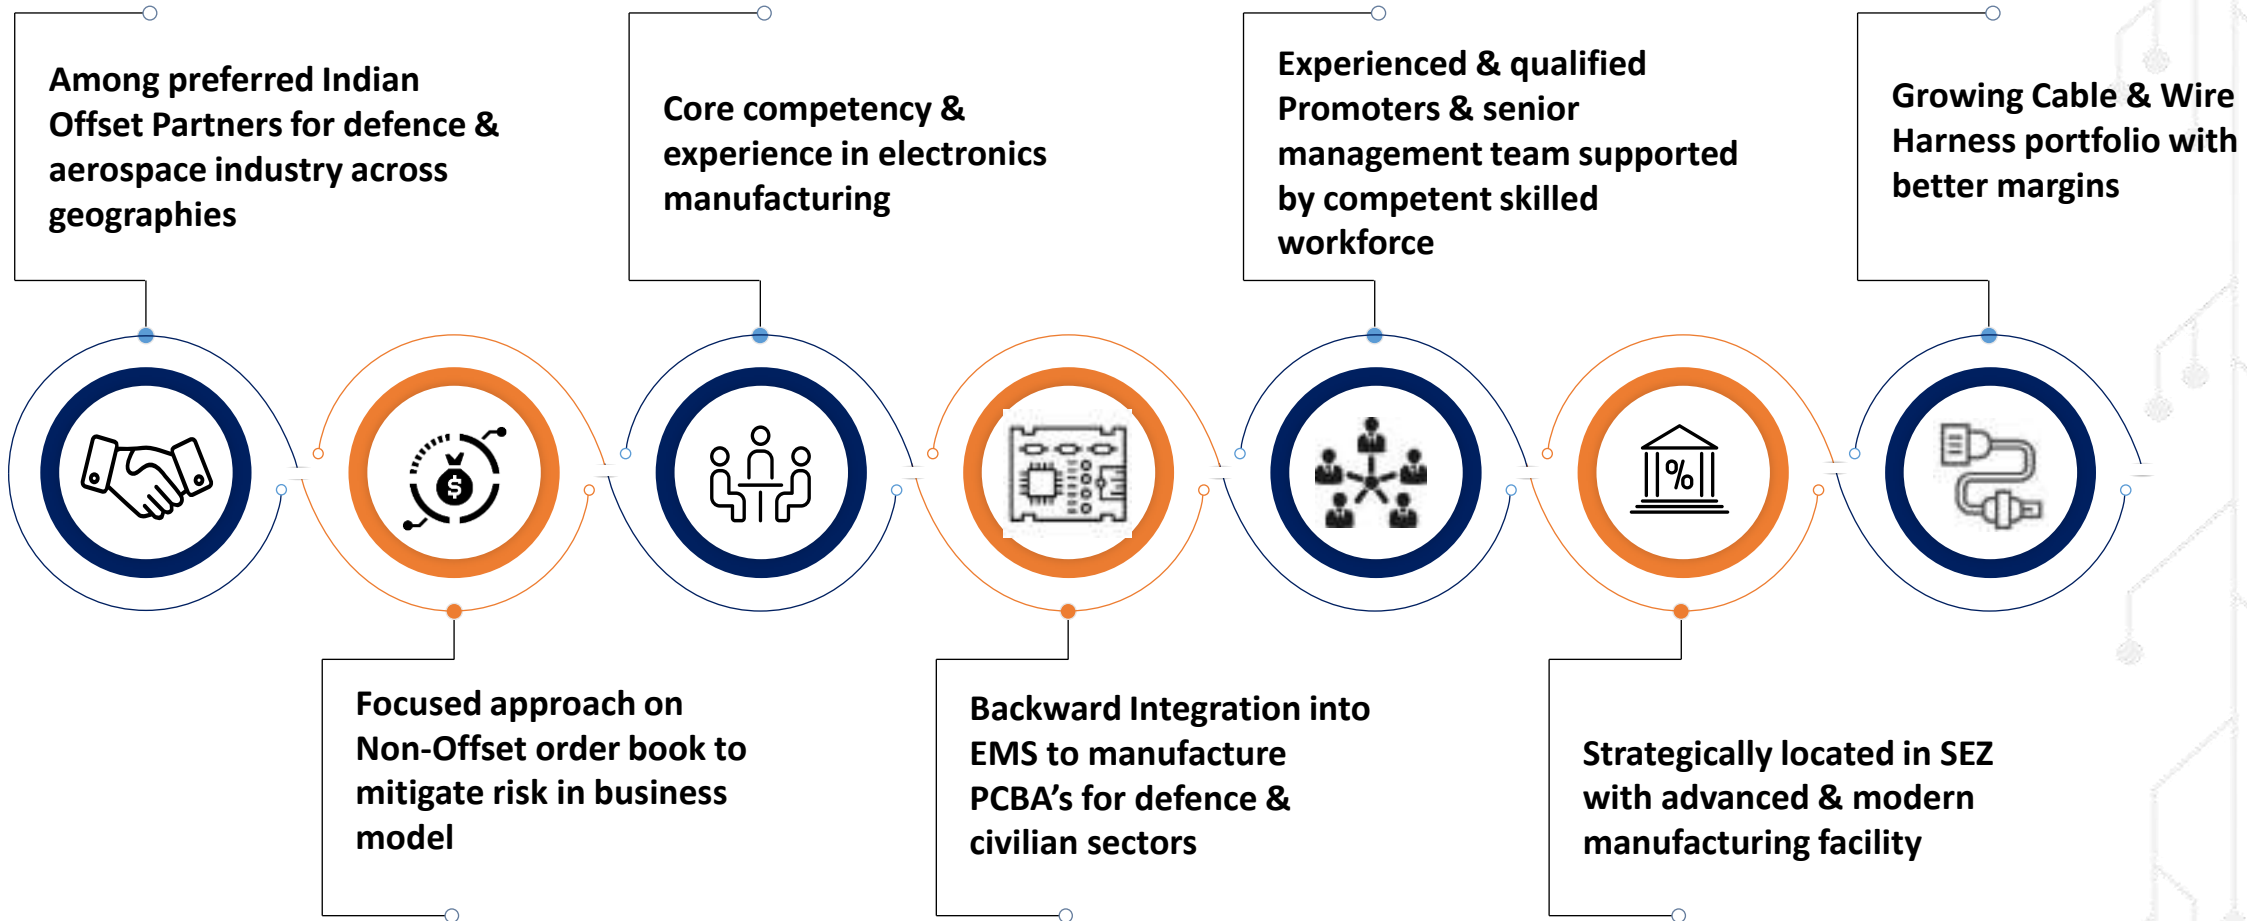 Among preferred Indian
Offset Partners for defence &
aerospace industry across
geographies
Core competency &
experience in electronics
manufacturing
Experienced & qualified
Promoters & senior
management team supported
by competent skilled
workforce
Growing Cable & Wire
Harness portfolio with
better margins
$
%
Focused approach on
Non-Offset order book to
mitigate risk in business
model
Backward Integration into
EMS to manufacture
PCBA’s for defence &
civilian sectors
Strategically located in SEZ
with advanced & modern
manufacturing facility